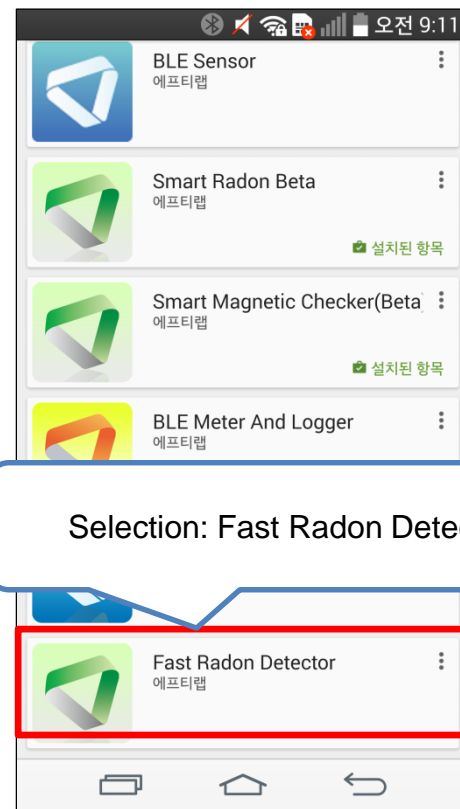 오전 9:11
BLE Sensor
에프티랩
Smart Radon Beta
에프티랩
설치된 항목
Smart Magnetic Checker(Beta)
에프티랩
설치된 항목
BLE Meter And Logger
에프티랩
Selection: Fast Radon Dete
Fast Radon Detector
에프티랩